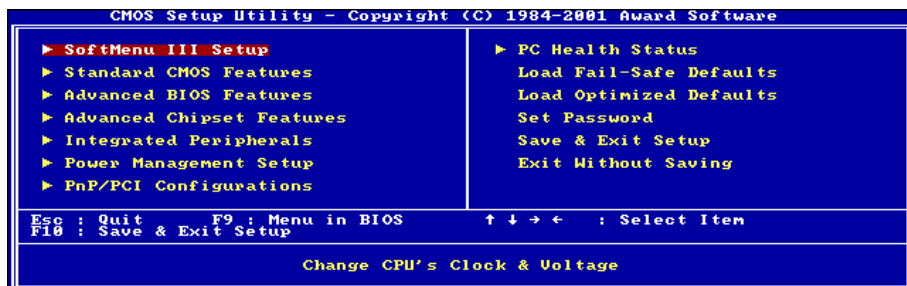 CMOS Setup Utility - Copyright (C) 1984-2001 Award Software
► SoftMenu III Setup
► Standard CMOS Features
► Advanced BIOS Features
► Advanced Chipset Features
► Integrated Peripherals
► Power Management Setup
► PnP/PCI Configurations
► PC Health Status
Load Fail-Safe Defaults
Load Optimized Defaults
Set Password
Save & Exit Setup
Exit Without Saving
Esc : Quit F9 : Menu in BIOS ↑ ↓ → ← : Select Item
F10 : Save & Exit Setup
Change CPU's Clock & Voltage